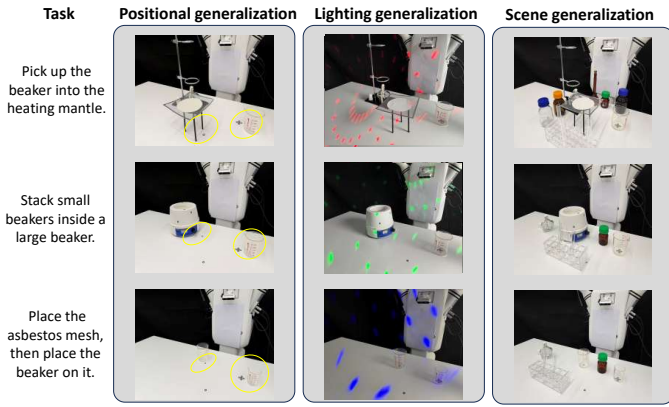 Task
Positional generalization
Lighting generalization
Scene generalization
Pick up the
beaker into the
heating mantle.
Stack small
beakers inside a
large beaker.
Place the
asbestos mesh,
then place the
beaker on it.